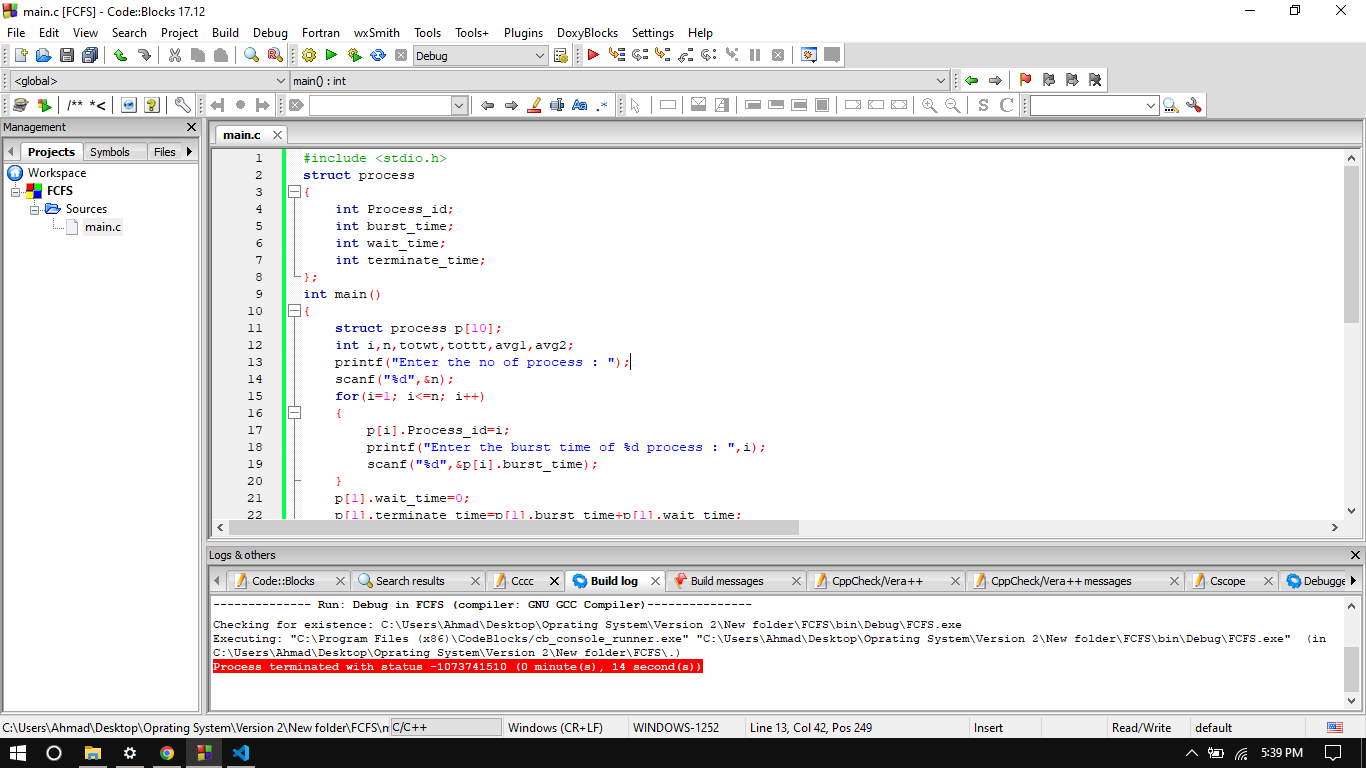 main.c [FCFS] - Code::Blocks 17.12
File Edit View Search Project Build Debug Fortran wxSmith Tools Tools+ Plugins DoxyBlocks Settings Help
Debug
<global> main() : int
/** *< Aa .* S C
Management
Projects Symbols Files
Workspace
FCFS
Sources
main.c
main.c
1 #include <stdio.h>
2 struct process
3 {
4 int Process_id;
5 int burst_time;
6 int wait_time;
7 int terminate_time;
8 };
9 int main()
10 {
11 struct process p[10];
12 int i,n,totwt,tottt,avg1,avg2;
13 printf("Enter the no of process : ");
14 scanf("%d",&n);
15 for(i=1; i<=n; i++)
16 {
17 p[i].Process_id=i;
18 printf("Enter the burst time of %d process : ",i);
19 scanf("%d",&p[i].burst_time);
20 }
21 p[1].wait_time=0;
22 p[1].terminate_time=p[1].burst_time+p[1].wait_time;
Logs & others
Code::Blocks Search results Cccc Build log Build messages CppCheck/Vera++ CppCheck/Vera++ messages Cscope Debugge
-------------- Run: Debug in FCFS (compiler: GNU GCC Compiler)---------------
Checking for existence: C:\Users\Ahmad\Desktop\Oprating System\Version 2\New folder\FCFS\bin\Debug\FCFS.exe
Executing: "C:\Program Files (x86)\CodeBlocks/cb_console_runner.exe" "C:\Users\Ahmad\Desktop\Oprating System\Version 2\New folder\FCFS\bin\Debug\FCFS.exe" (in
C:\Users\Ahmad\Desktop\Oprating System\Version 2\New folder\FCFS\.)
Process terminated with status -1073741510 (0 minute(s), 14 second(s))
C:\Users\Ahmad\Desktop\Oprating System\Version 2\New folder\FCFS\m C/C++ Windows (CR+LF) WINDOWS-1252 Line 13, Col 42, Pos 249 Insert Read/Write default
5:39 PM